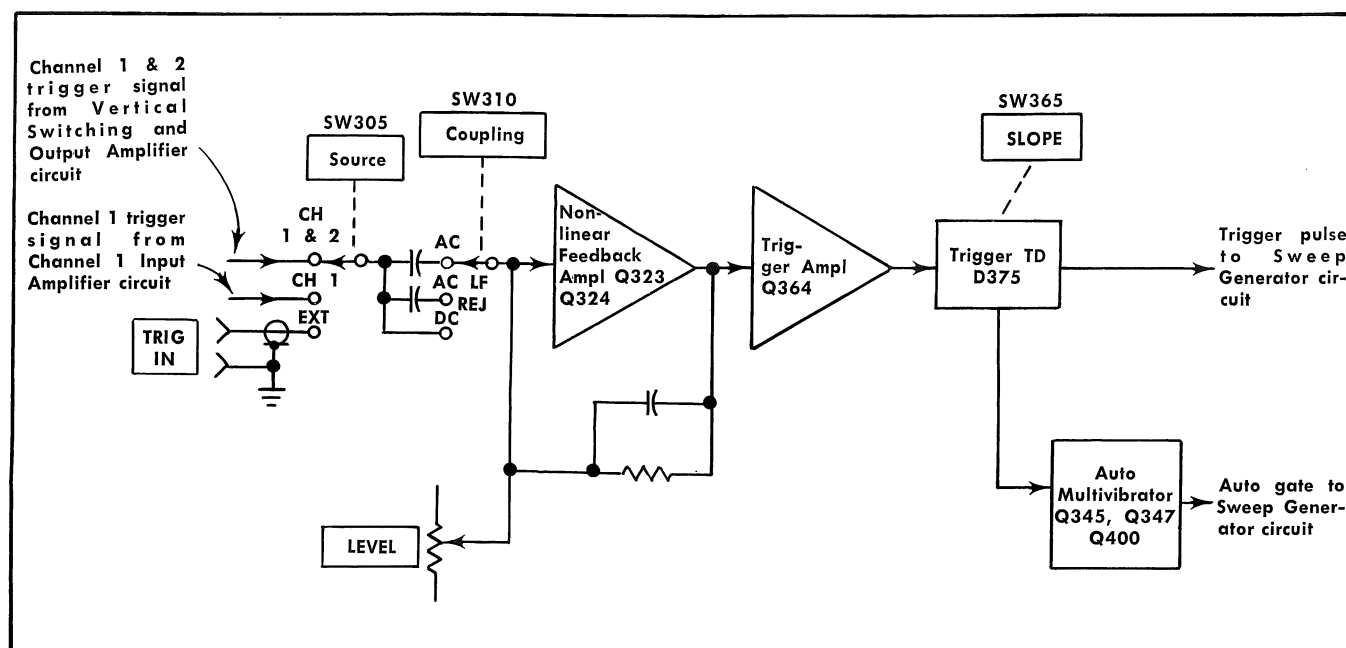 Channel 1 & 2
trigger signal
from Vertical
Switching and
Output Amplifier
circuit
Channel 1 trigger
signal from
Channel 1 Input
Amplifier circuit
TRIG
IN
SW305
Source
SW310
Coupling
CH
1 & 2
CH 1
EXT
AC
AC LF
REJ
DC
Non-
linear
Feedback
Ampl Q323
Q324
Trig-
ger Ampl
Q364
SW365
SLOPE
Trigger TD
D375
Trigger pulse
to Sweep
Generator cir-
cuit
LEVEL
Auto
Multivibrator
Q345, Q347
Q400
Auto gate to
Sweep Gener-
ator circuit